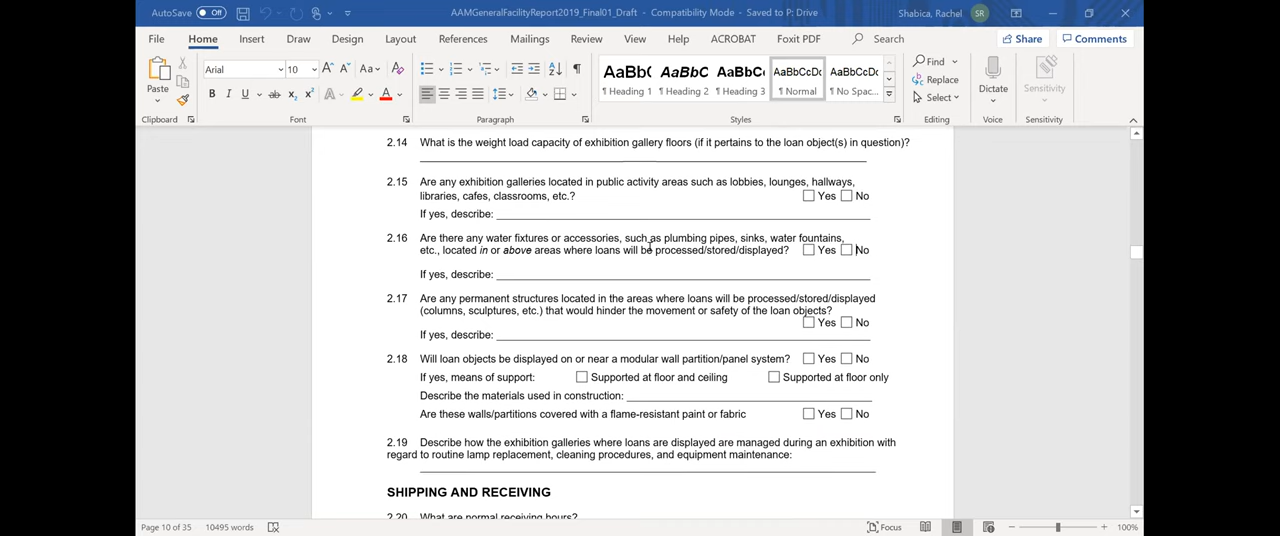 AutoSave Off AAMGeneralFacilityReport2019_Final01_Draft - Compatibility Mode - Saved to P: Drive Shabica, Rachel SR
File Home Insert Draw Design Layout References Mailings Review View Help ACROBAT Foxit PDF Search Share Comments
Paste Arial 10 AaBb( AaBbC AaBbC AaBbCcDc AaBbCcDc Find
Heading 1 Heading 2 Heading 3 ¶ Normal ¶ No Spac... Replace Dictate Sensitivity
Select
Clipboard Font Paragraph Styles Editing Voice Sensitivity
2.14 What is the weight load capacity of exhibition gallery floors (if it pertains to the loan object(s) in question)?
2.15 Are any exhibition galleries located in public activity areas such as lobbies, lounges, hallways,
libraries, cafes, classrooms, etc.? Yes No
If yes, describe:
2.16 Are there any water fixtures or accessories, such as plumbing pipes, sinks, water fountains,
etc., located in or above areas where loans will be processed/stored/displayed? Yes No
If yes, describe:
2.17 Are any permanent structures located in the areas where loans will be processed/stored/displayed
(columns, sculptures, etc.) that would hinder the movement or safety of the loan objects?
Yes No
If yes, describe:
2.18 Will loan objects be displayed on or near a modular wall partition/panel system? Yes No
If yes, means of support: Supported at floor and ceiling Supported at floor only
Describe the materials used in construction:
Are these walls/partitions covered with a flame-resistant paint or fabric Yes No
2.19 Describe how the exhibition galleries where loans are displayed are managed during an exhibition with
regard to routine lamp replacement, cleaning procedures, and equipment maintenance:
SHIPPING AND RECEIVING
2.20 What are normal receiving hours?
Page 10 of 35 10495 words Focus 100%